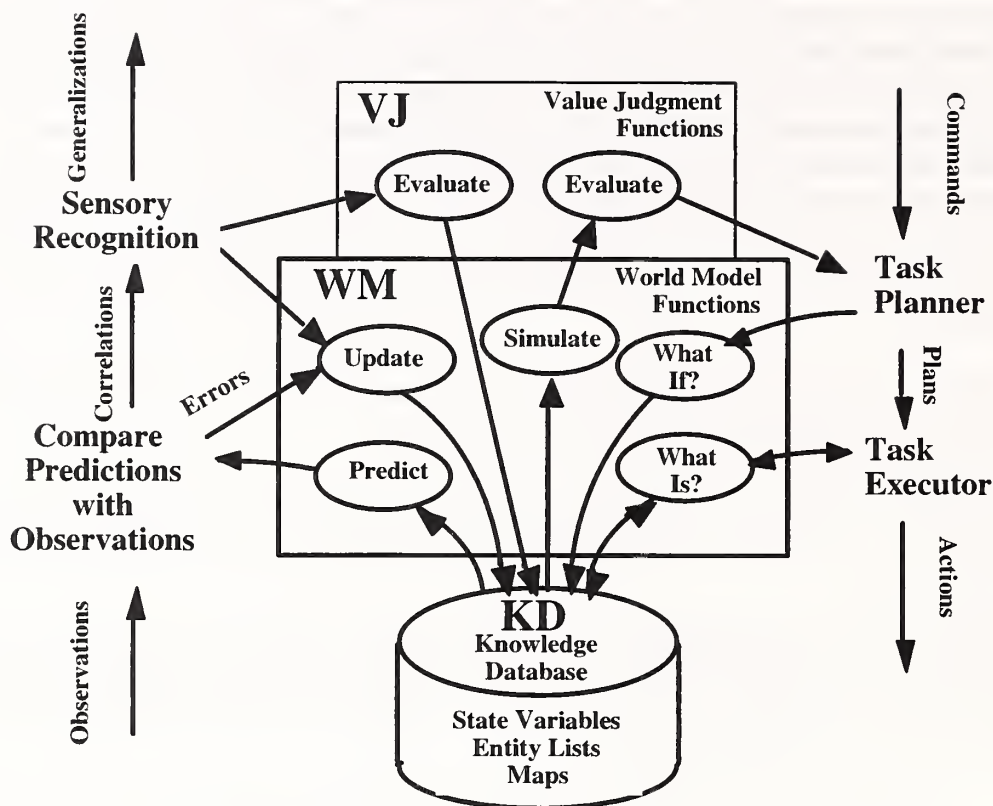 Generalizations
Sensory
Recognition
Correlations
Errors
Compare
Predictions
with
Observations
Observations
VJ
Value Judgment
Functions
Evaluate
Evaluate
WM
World Model
Functions
Update
Simulate
What
If?
Predict
What
Is?
KD
Knowledge
Database
State Variables
Entity Lists
Maps
Commands
Task
Planner
Plans
Task
Executor
Actions